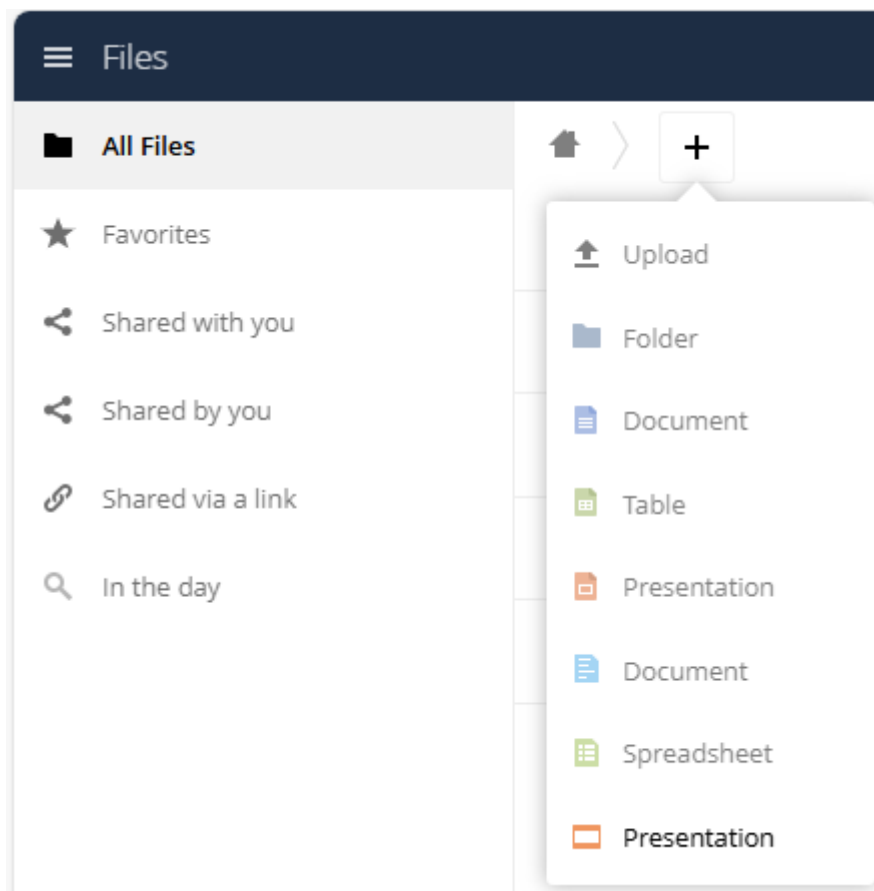 Files
All Files
Favorites
Shared with you
Shared by you
Shared via a link
In the day
+
Upload
Folder
Document
Table
Presentation
Document
Spreadsheet
Presentation